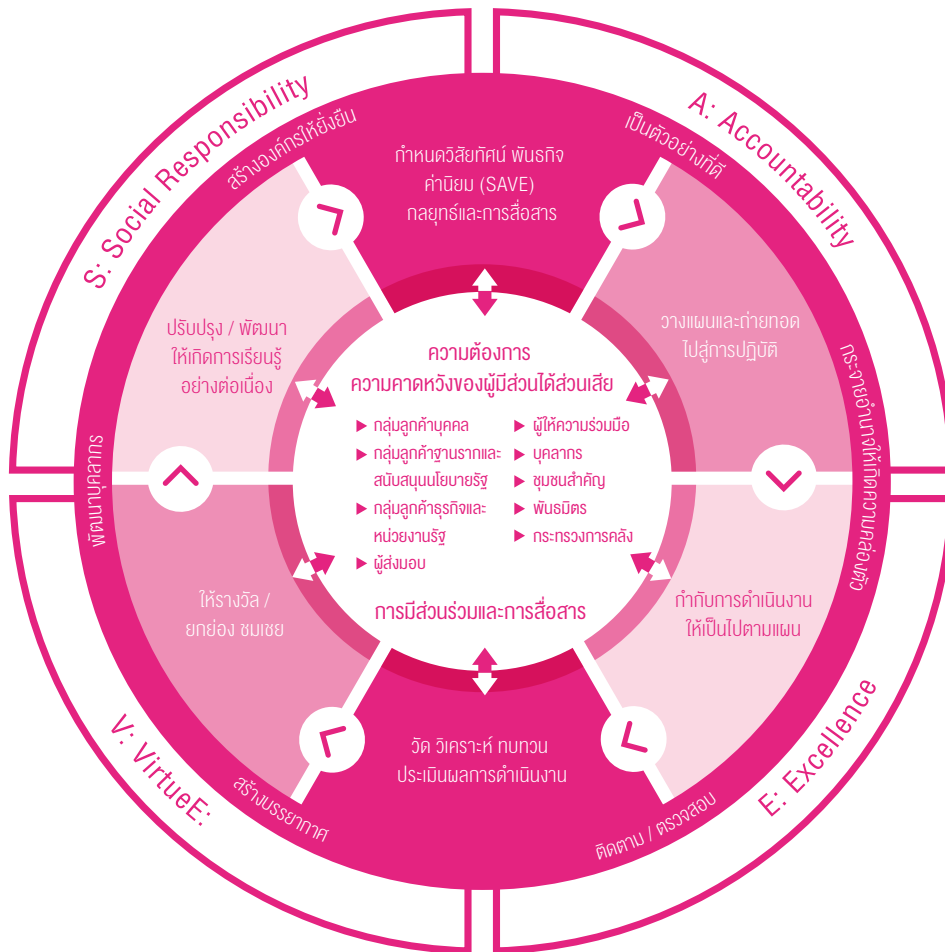 S: Social Responsibility
A: Accountability
สร้างองค์กรให้ยั่งยืน
เป็นตัวอย่างที่ดี
กำหนดวิสัยทัศน์ พันธกิจ
ค่านิยม (SAVE)
กลยุทธ์และการสื่อสาร
ปรับปรุง / พัฒนา
ให้เกิดการเรียนรู้
อย่างต่อเนื่อง
วางแผนและถ่ายทอด
ไปสู่การปฏิบัติ
กระจายอำนาจให้เกิดความคล่องตัว
ความต้องการ
ความคาดหวังของผู้มีส่วนได้ส่วนเสีย
กลุ่มลูกค้าบุคคล
กลุ่มลูกค้าฐานรากและ
สนับสนุนนโยบายรัฐ
กลุ่มลูกค้าธุรกิจและ
หน่วยงานรัฐ
ผู้ส่งมอบ
ผู้ให้ความร่วมมือ
บุคลากร
ชุมชนสำคัญ
พันธมิตร
กระทรวงการคลัง
การมีส่วนร่วมและการสื่อสาร
พัฒนาบุคลากร
ให้รางวัล /
ยกย่อง ชมเชย
กำกับการดำเนินงาน
ให้เป็นไปตามแผน
วัด วิเคราะห์ ทบทวน
ประเมินผลการดำเนินงาน
สร้างบรรยากาศ
ติดตาม / ตรวจสอบ
V: VirtueE:
E: Excellence